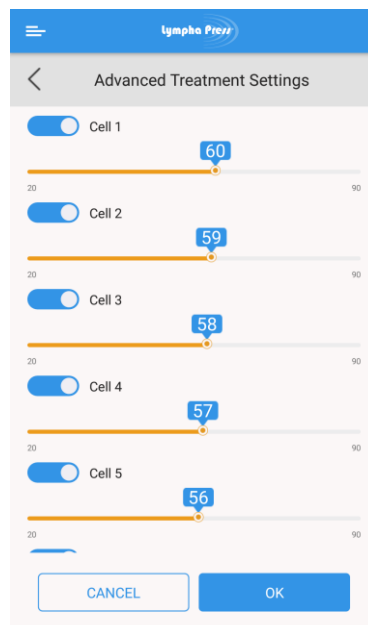 Lympha Press
Advanced Treatment Settings
Cell 1
60
20 90
Cell 2
59
20 90
Cell 3
58
20 90
Cell 4
57
20 90
Cell 5
56
20 90
CANCEL OK